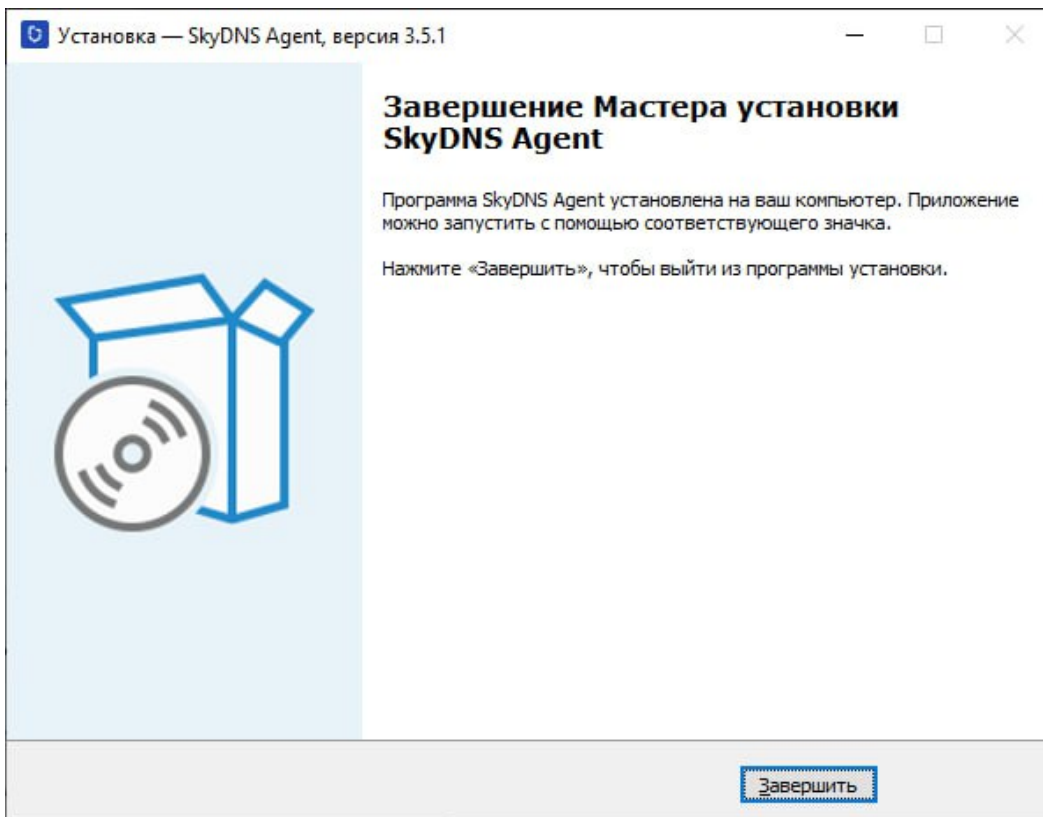 Установка — SkyDNS Agent, версия 3.5.1
Завершение Мастера установки
SkyDNS Agent
Программа SkyDNS Agent установлена на ваш компьютер. Приложение
можно запустить с помощью соответствующего значка.
Нажмите «Завершить», чтобы выйти из программы установки.
Завершить